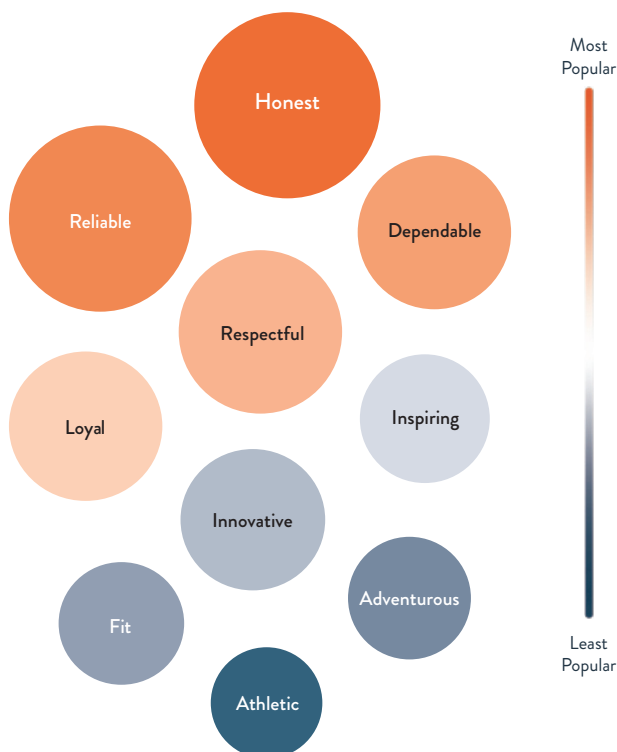 Most
Popular
Honest
Reliable
Dependable
Respectful
Loyal
Inspiring
Innovative
Adventurous
Fit
Least
Popular
Athletic